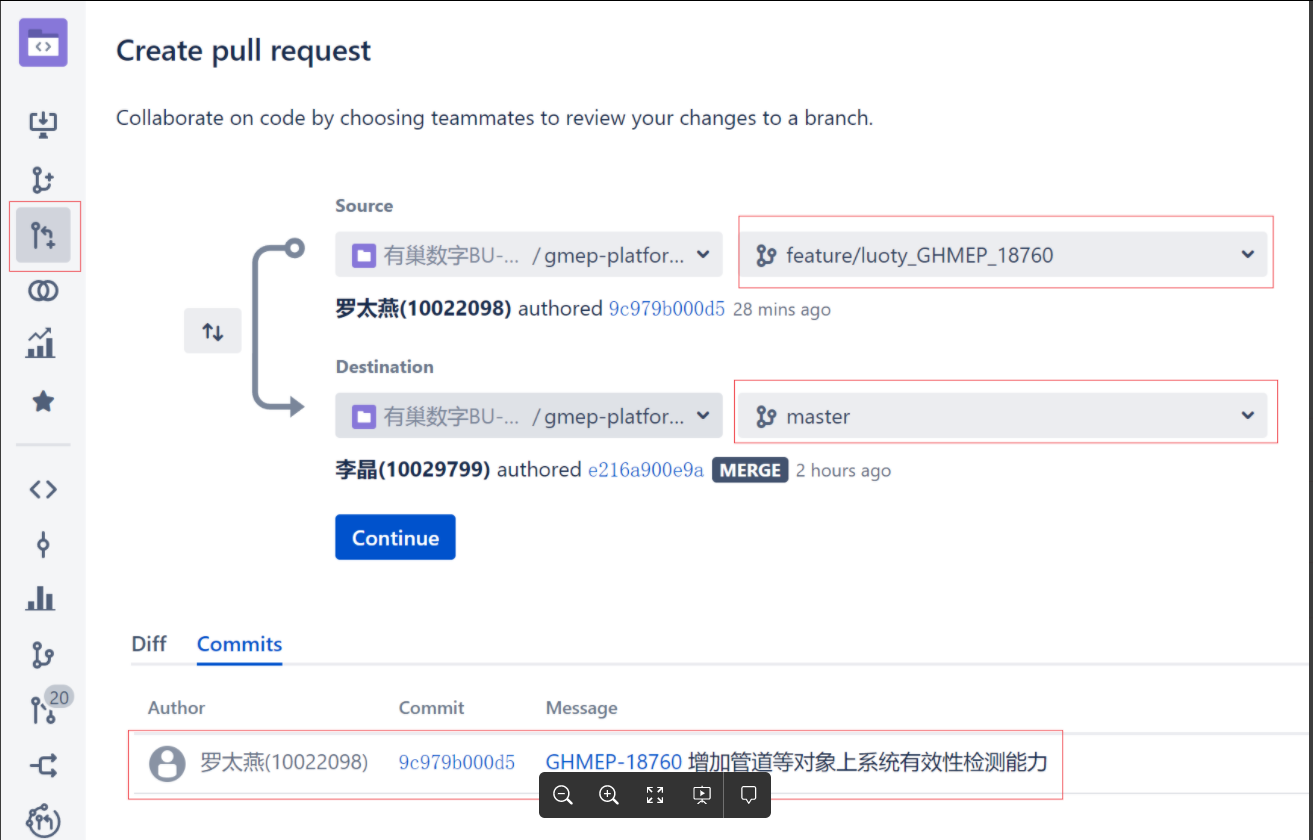 Create pull request
Collaborate on code by choosing teammates to review your changes to a branch.
Source
有巢数字BU-... / gmep-platfor... feature/luoty_GHMEP_18760
罗太燕(10022098) authored 9c979b000d5 28 mins ago
Destination
有巢数字BU-... / gmep-platfor... master
李晶(10029799) authored e216a900e9a MERGE 2 hours ago
Continue
Diff Commits
Author Commit Message
20
罗太燕(10022098) 9c979b000d5 GHMEP-18760 增加管道等对象上系统有效性检测能力